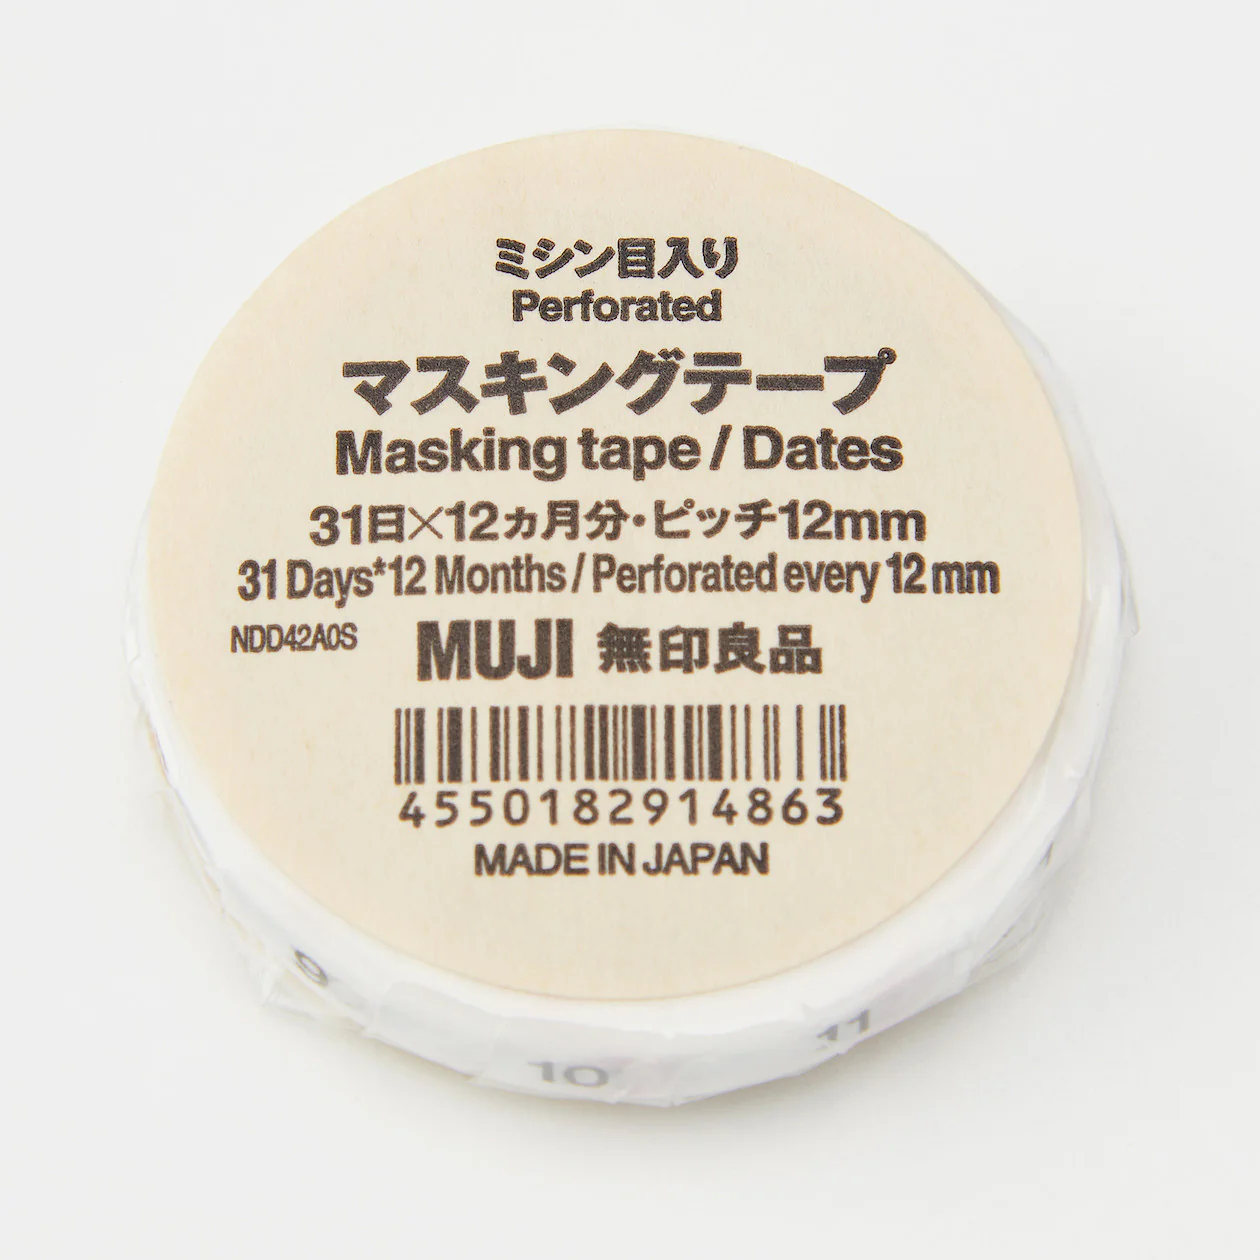 ミシン目入り
Perforated
マスキングテープ
Masking tape / Dates
31日×12ヵ月分・ピッチ12mm
31 Days*12 Months / Perforated every 12 mm
NDD42A0S MUJI 無印良品
4550182914863
MADE IN JAPAN
9
10
11